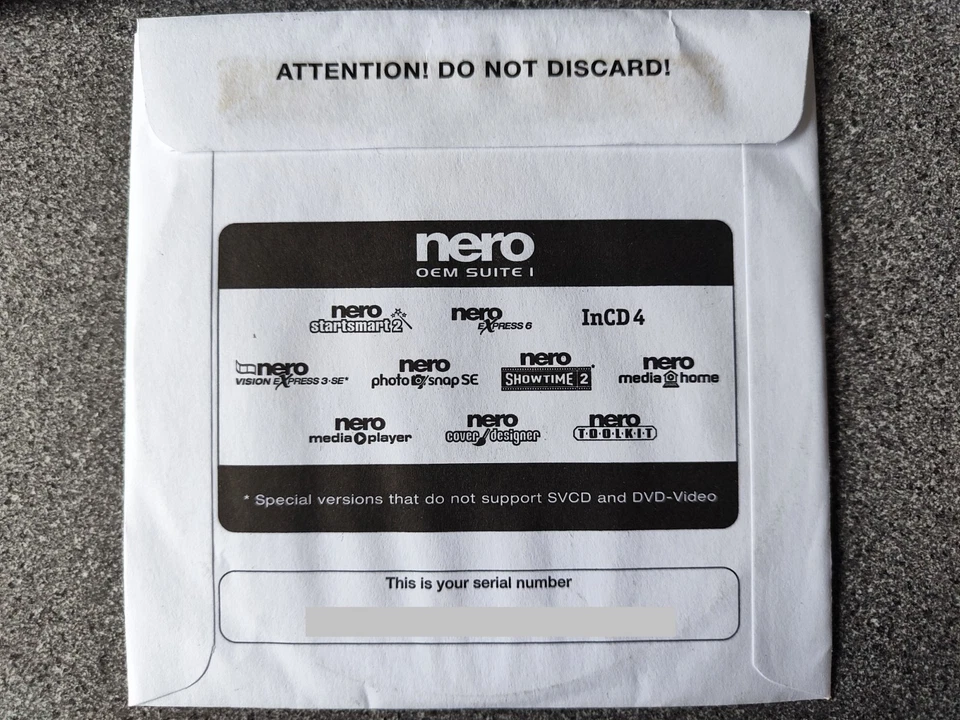 ATTENTION! DO NOT DISCARD!
nero
OEM SUITE I
nero startsmart 2
nero EXPRESS 6
InCD 4
nero VISION EXPRESS 3·SE*
nero photo snap SE
nero SHOWTIME 2
nero media home
nero media player
nero cover designer
nero TOOLKIT
* Special versions that do not support SVCD and DVD-Video
This is your serial number